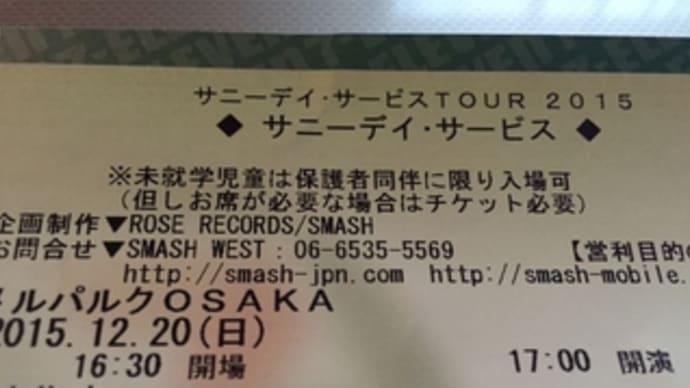 7-ELEVEN
サニーデイ・サービスTOUR 2015
◆ サニーデイ・サービス ◆
※未就学児童は保護者同伴に限り入場可
(但しお席が必要な場合はチケット必要)
企画制作▼ROSE RECORDS/SMASH
お問合せ▼SMASH WEST:06-6535-5569 【営利目的の
http://smash-jpn.com http://smash-mobile.
メルパルクOSAKA
2015.12.20(日)
16:30 開場 17:00 開演